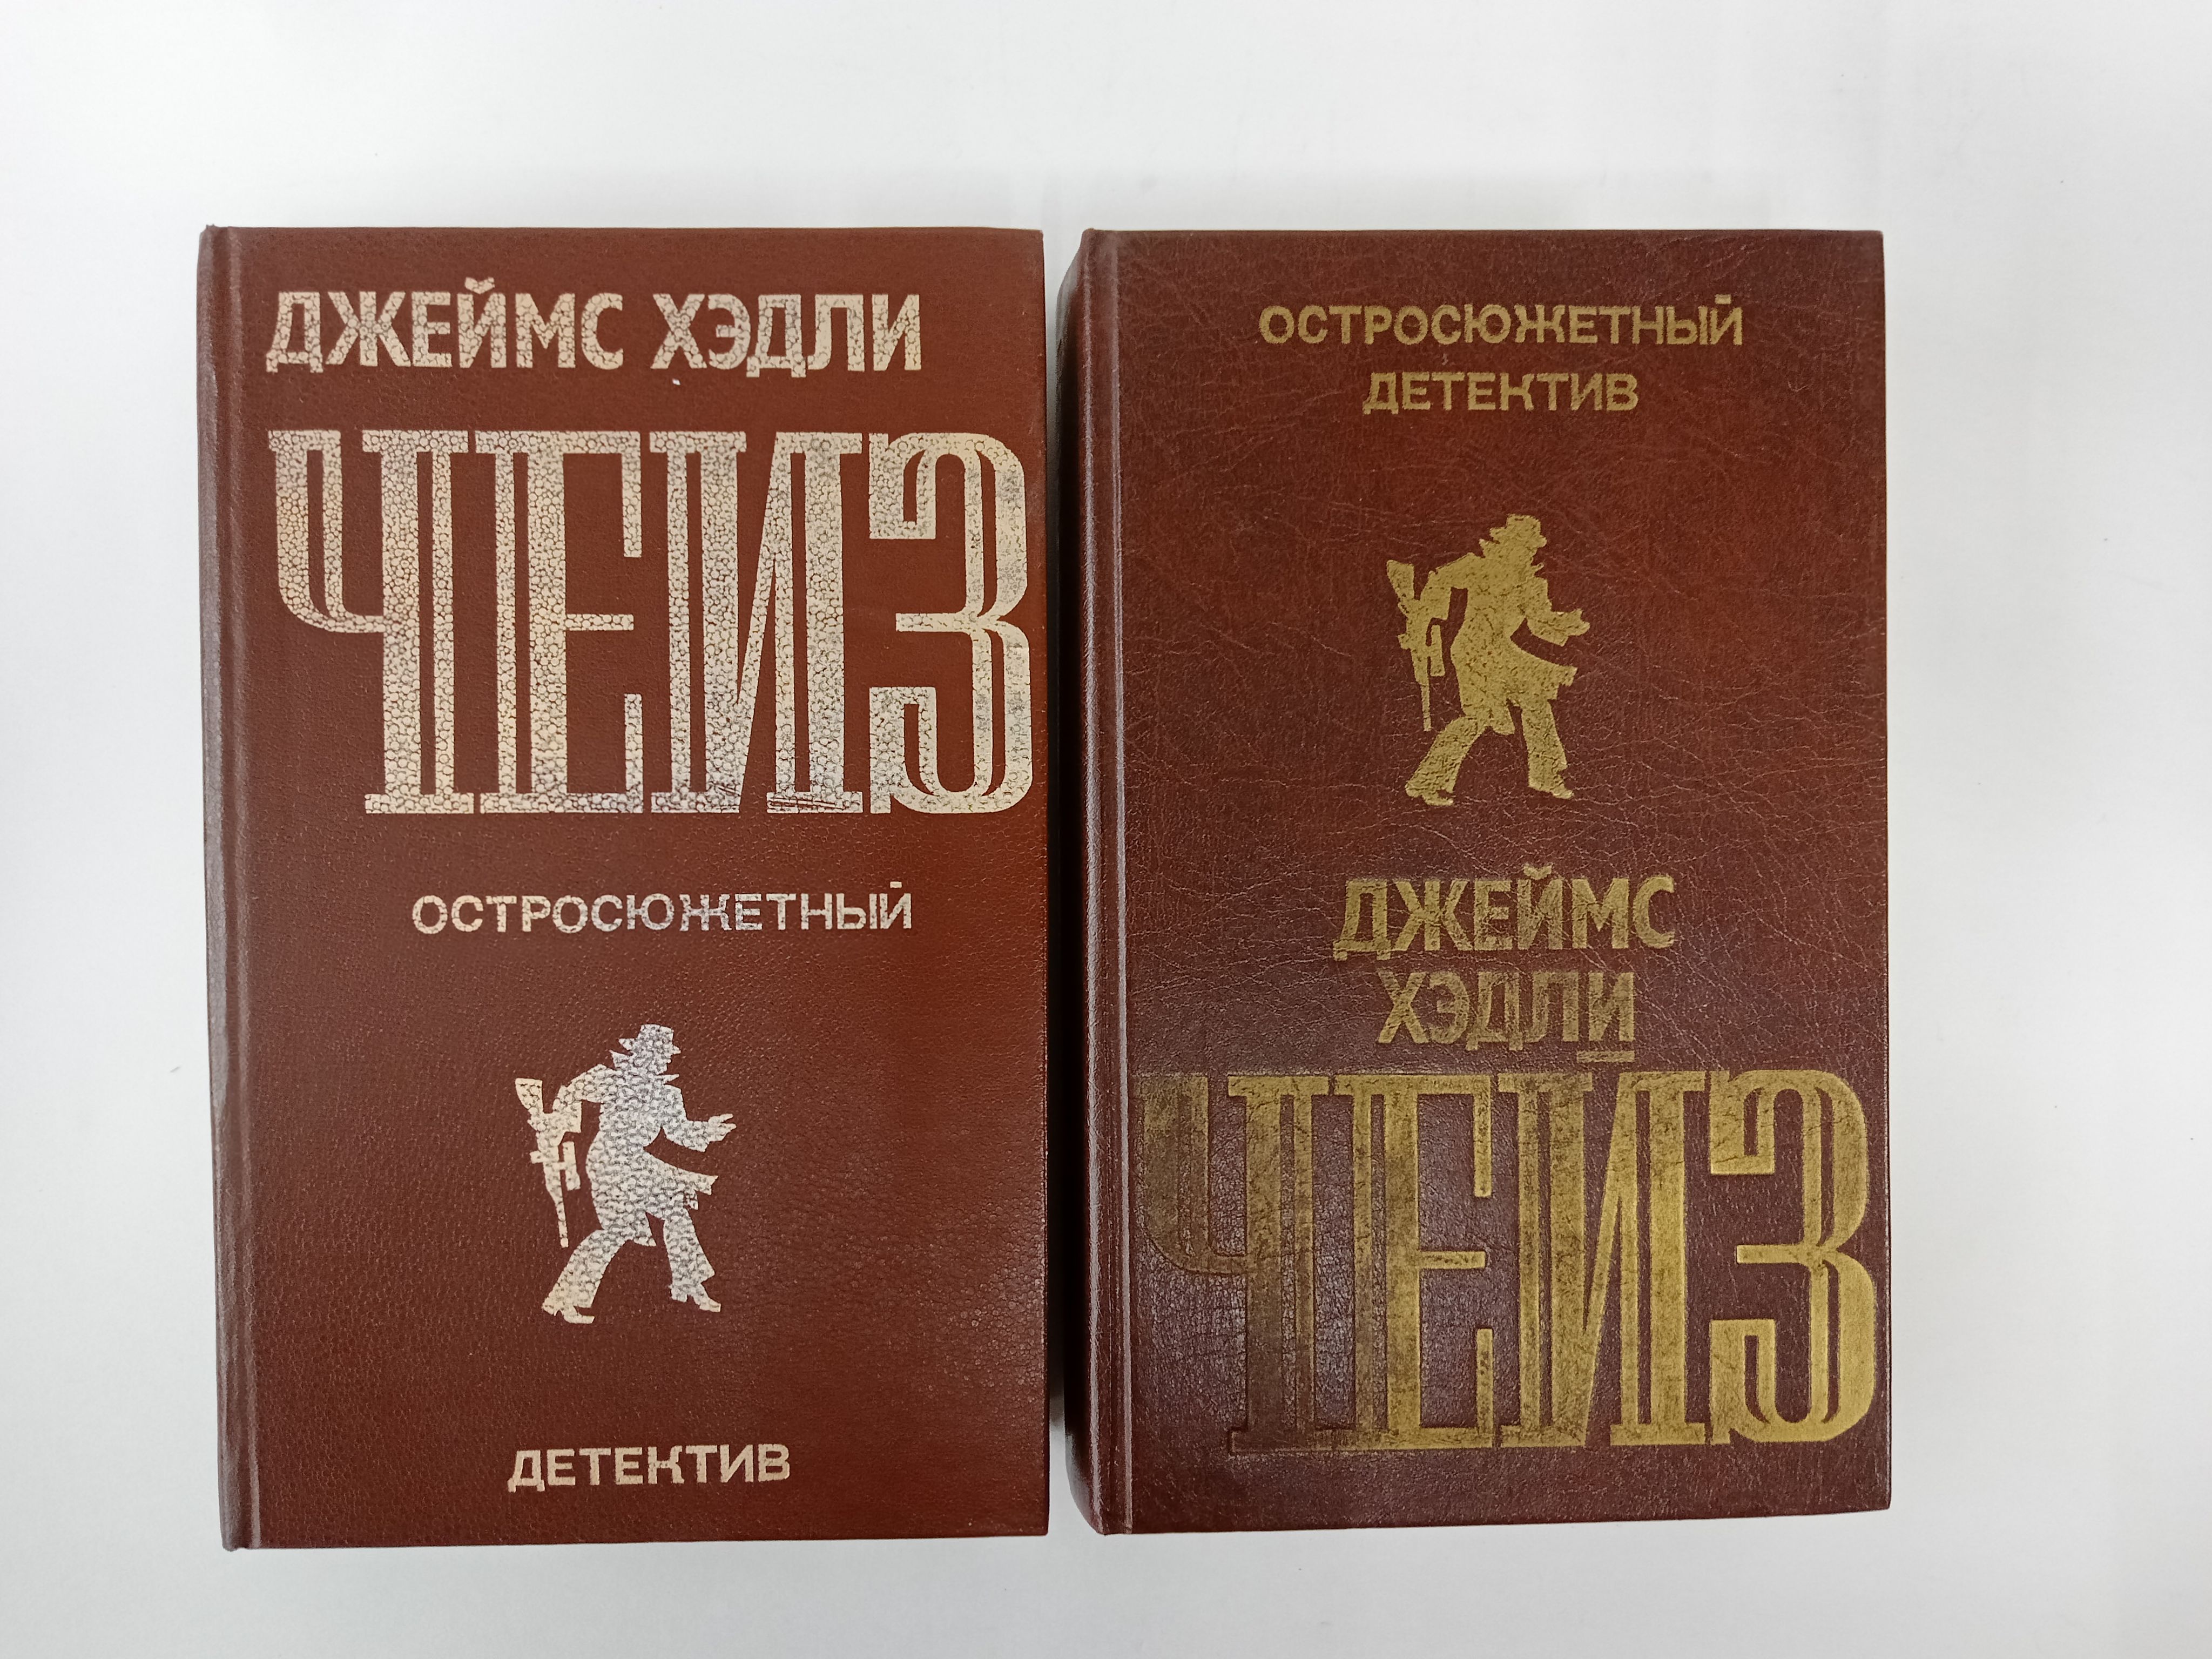 ДЖЕЙМС ХЭДЛИ
ЧЕЙЗ
ОСТРОСЮЖЕТНЫЙ
ДЕТЕКТИВ
ОСТРОСЮЖЕТНЫЙ
ДЕТЕКТИВ
ДЖЕЙМС
ХЭДЛИ
ЧЕЙЗ